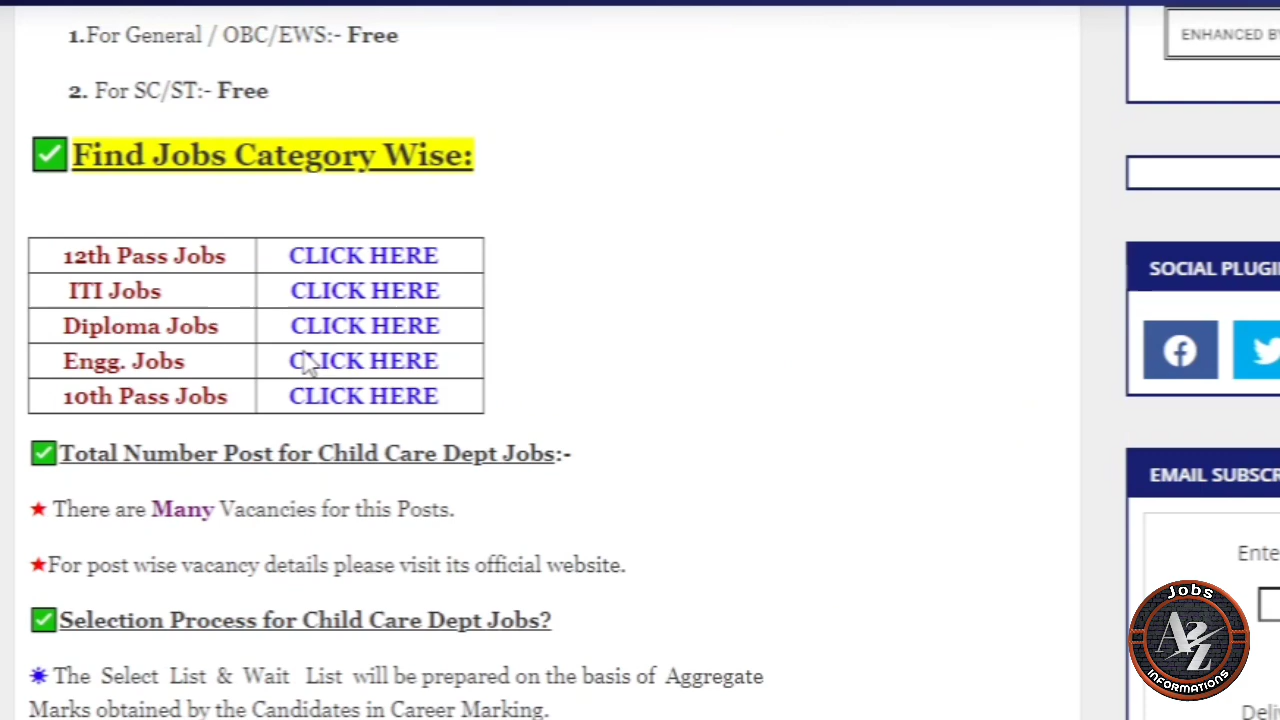 1.For General / OBC/EWS:- Free
ENHANCED
2. For SC/ST:- Free
Find Jobs Category Wise:
12th Pass Jobs CLICK HERE
ITI Jobs CLICK HERE
Diploma Jobs CLICK HERE
Engg. Jobs CLICK HERE
10th Pass Jobs CLICK HERE
SOCIAL
Total Number Post for Child Care Dept Jobs:-
EMAIL
There are Many Vacancies for this Posts.
For post wise vacancy details please visit its official website.
Selection Process for Child Care Dept Jobs?
The Select List & Wait List will be prepared on the basis of Aggregate
Marks obtained by the Candidates in Career Marking.
Jobs
A2Z
INFORMATIONS